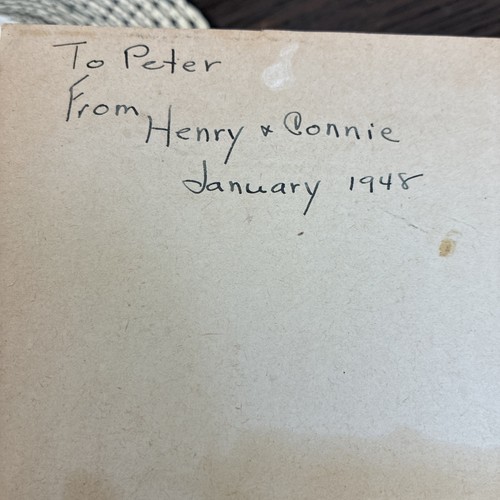 To Peter
From
Henry & Connie
January 1948